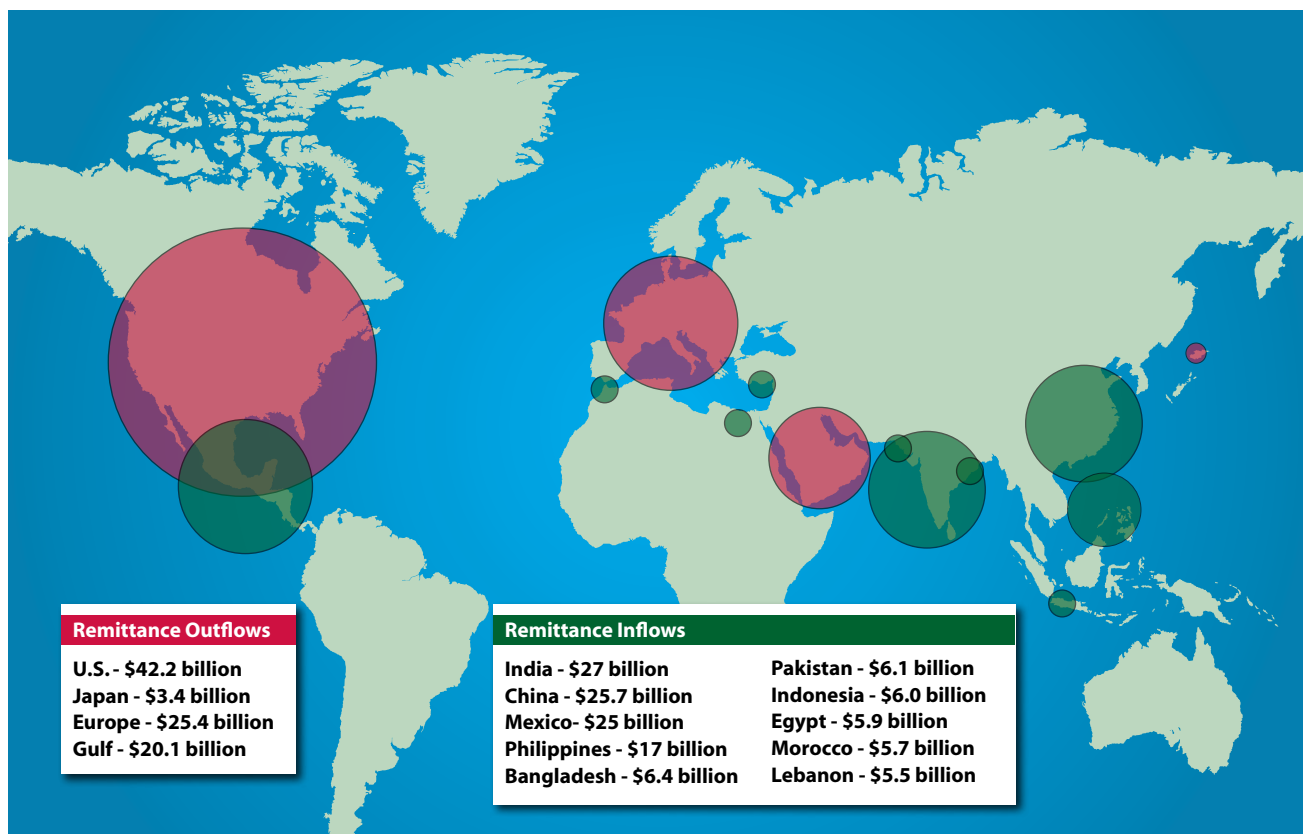 Remittance Outflows
U.S. - $42.2 billion
Japan - $3.4 billion
Europe - $25.4 billion
Gulf - $20.1 billion
Remittance Inflows
India - $27 billion
China - $25.7 billion
Mexico- $25 billion
Philippines - $17 billion
Bangladesh - $6.4 billion
Pakistan - $6.1 billion
Indonesia - $6.0 billion
Egypt - $5.9 billion
Morocco - $5.7 billion
Lebanon - $5.5 billion